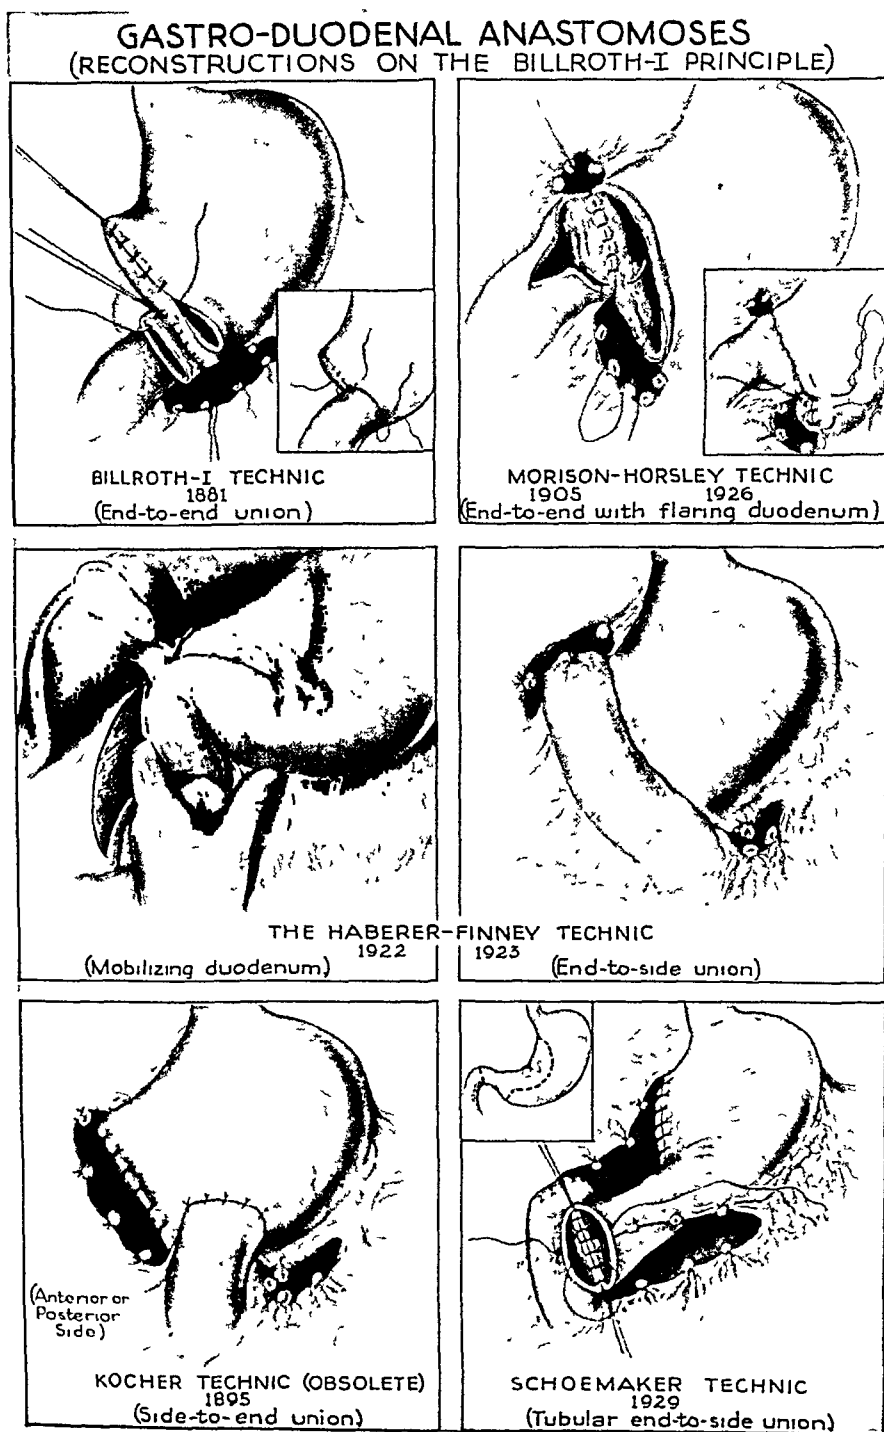 GASTRO-DUODENAL ANASTOMOSES
(RECONSTRUCTIONS ON THE BILLROTH-I PRINCIPLE)
BILLROTH-I TECHNIC
1881
(End-to-end union)
MORISON-HORSLEY TECHNIC
1905 1926
(End-to-end with flaring duodenum)
THE HABERER-FINNEY TECHNIC
1922 1923
(Mobilizing duodenum)
(End-to-side union)
(Anterior or
Posterior
Side)
KOCHER TECHNIC (OBSOLETE)
1895
(Side-to-end union)
SCHOEMAKER TECHNIC
1929
(Tubular end-to-side union)